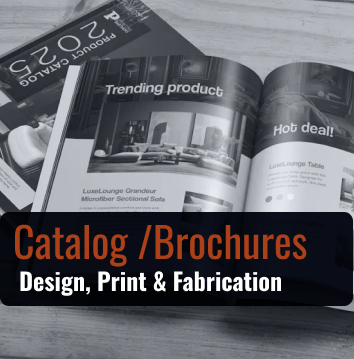 PRODUCT CATALOG
2025
Trending product
Hot deal!
LuxeLounge Grandeur
Microfiber Sectional Sofa
LuxeLounge Table
Catalog /Brochures
Design, Print & Fabrication